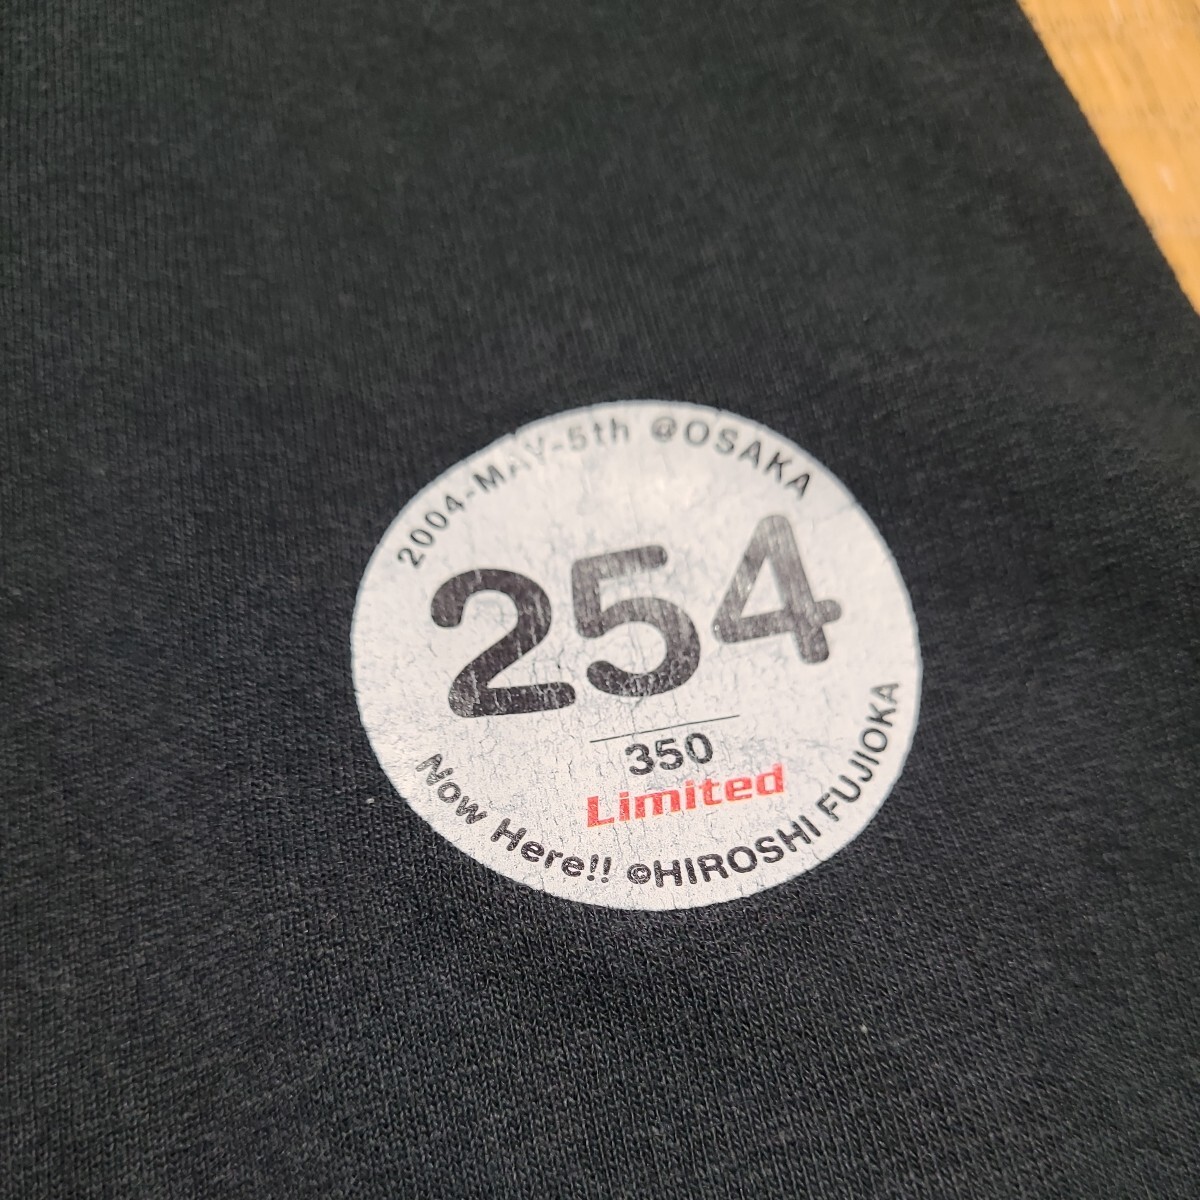 2004-MAY-5th @OSAKA
254
350
Limited
Now Here!! ©HIROSHI FUJIOKA